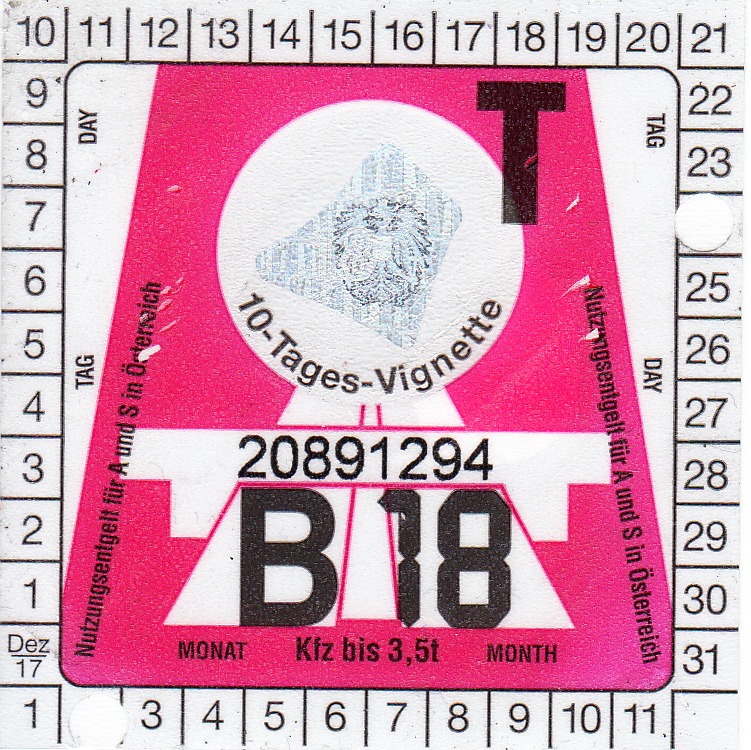 10 11 12 13 14 15 16 17 18 19 20 21
9
8
7
6
5
4
3
2
1
Dez
17
DAY
TAG
Nutzungsentgelt für A und S in Österreich
T
10-Tages-Vignette
20891294
B 18
MONAT Kfz bis 3,5t MONTH
TAG
DAY
Nutzungsentgelt für A und S in Österreich
22
23
25
26
27
28
29
30
31
1 3 4 5 6 7 8 9 10 11